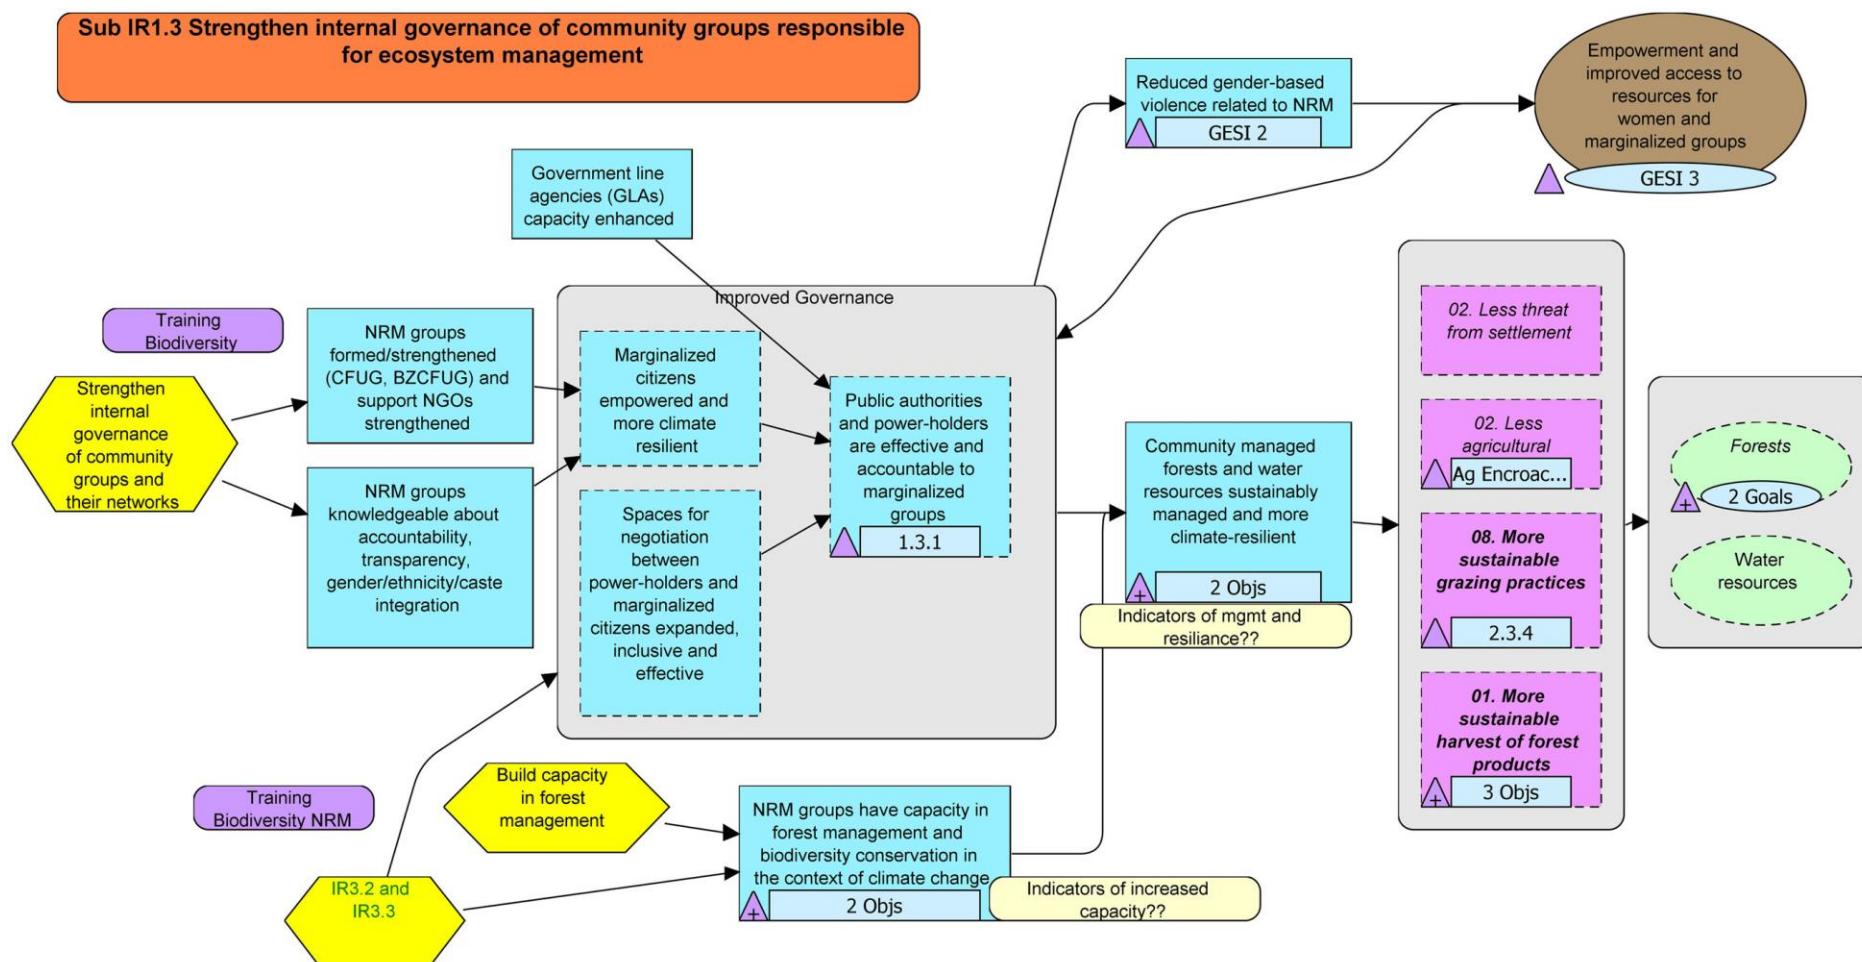 Sub IR1.3 Strengthen internal governance of community groups responsible
for ecosystem management
Reduced gender-based
violence related to NRM
GESI 2
Empowerment and
improved access to
resources for
women and
marginalized groups
GESI 3
Government line
agencies (GLAs)
capacity enhanced
Training
Biodiversity
Strengthen
internal
governance
of community
groups and
their networks
NRM groups
formed/strengthened
(CFUG, BZCFUG) and
support NGOs
strengthened
NRM groups
knowledgeable about
accountability,
transparency,
gender/ethnicity/caste
integration
Improved Governance
Marginalized
citizens
empowered and
more climate
resilient
Spaces for
negotiation
between
power-holders and
marginalized
citizens expanded,
inclusive and
effective
Public authorities
and power-holders
are effective and
accountable to
marginalized
groups
1.3.1
Community managed
forests and water
resources sustainably
managed and more
climate-resilient
+
2 Objs
Indicators of mgmt and
resiliance??
02. Less threat
from settlement
02. Less
agricultural
Ag Encroac...
08. More
sustainable
grazing practices
2.3.4
01. More
sustainable
harvest of forest
products
+
3 Objs
Forests
+
2 Goals
Water
resources
Training
Biodiversity NRM
Build capacity
in forest
management
IR3.2 and
IR3.3
NRM groups have capacity in
forest management and
biodiversity conservation in
the context of climate change
+
2 Objs
Indicators of increased
capacity??